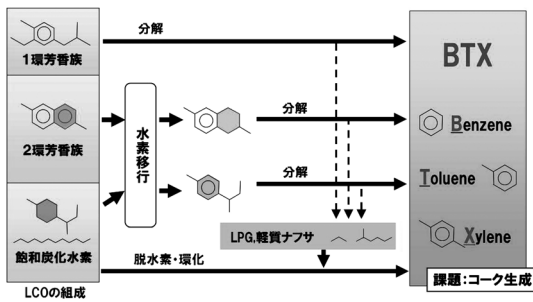 分解
1環芳香族
BTX
2環芳香族
水素移行
分解
Benzene
分解
Toluene
LPG,軽質ナフサ
Xylene
飽和炭化水素
脱水素・環化
課題:コーク生成
LCOの組成